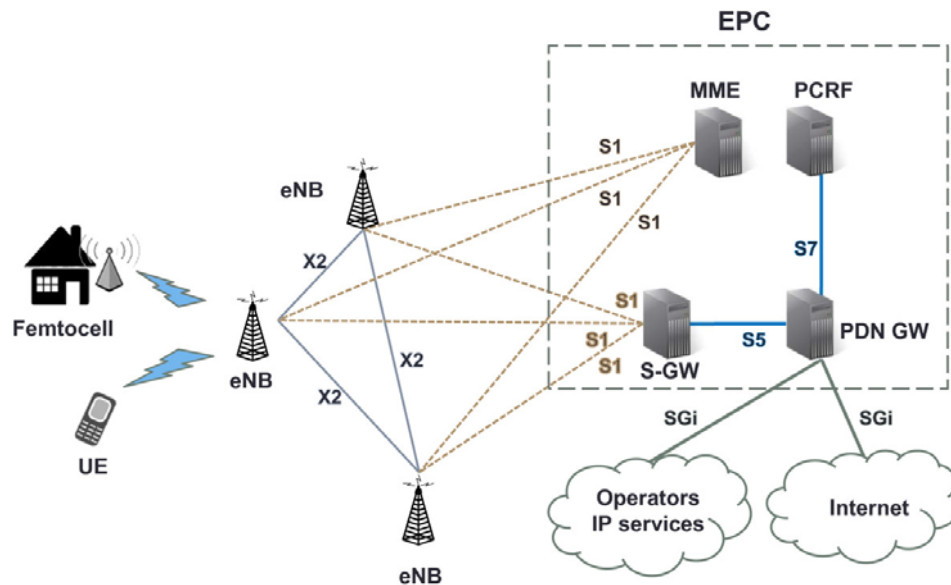 EPC
MME
PCRF
S1
eNB
S1
S1
X2
S7
Femtocell
S1
eNB
X2
S1
S5
PDN GW
S1
S-GW
X2
UE
SGi
SGi
Operators
IP services
Internet
eNB